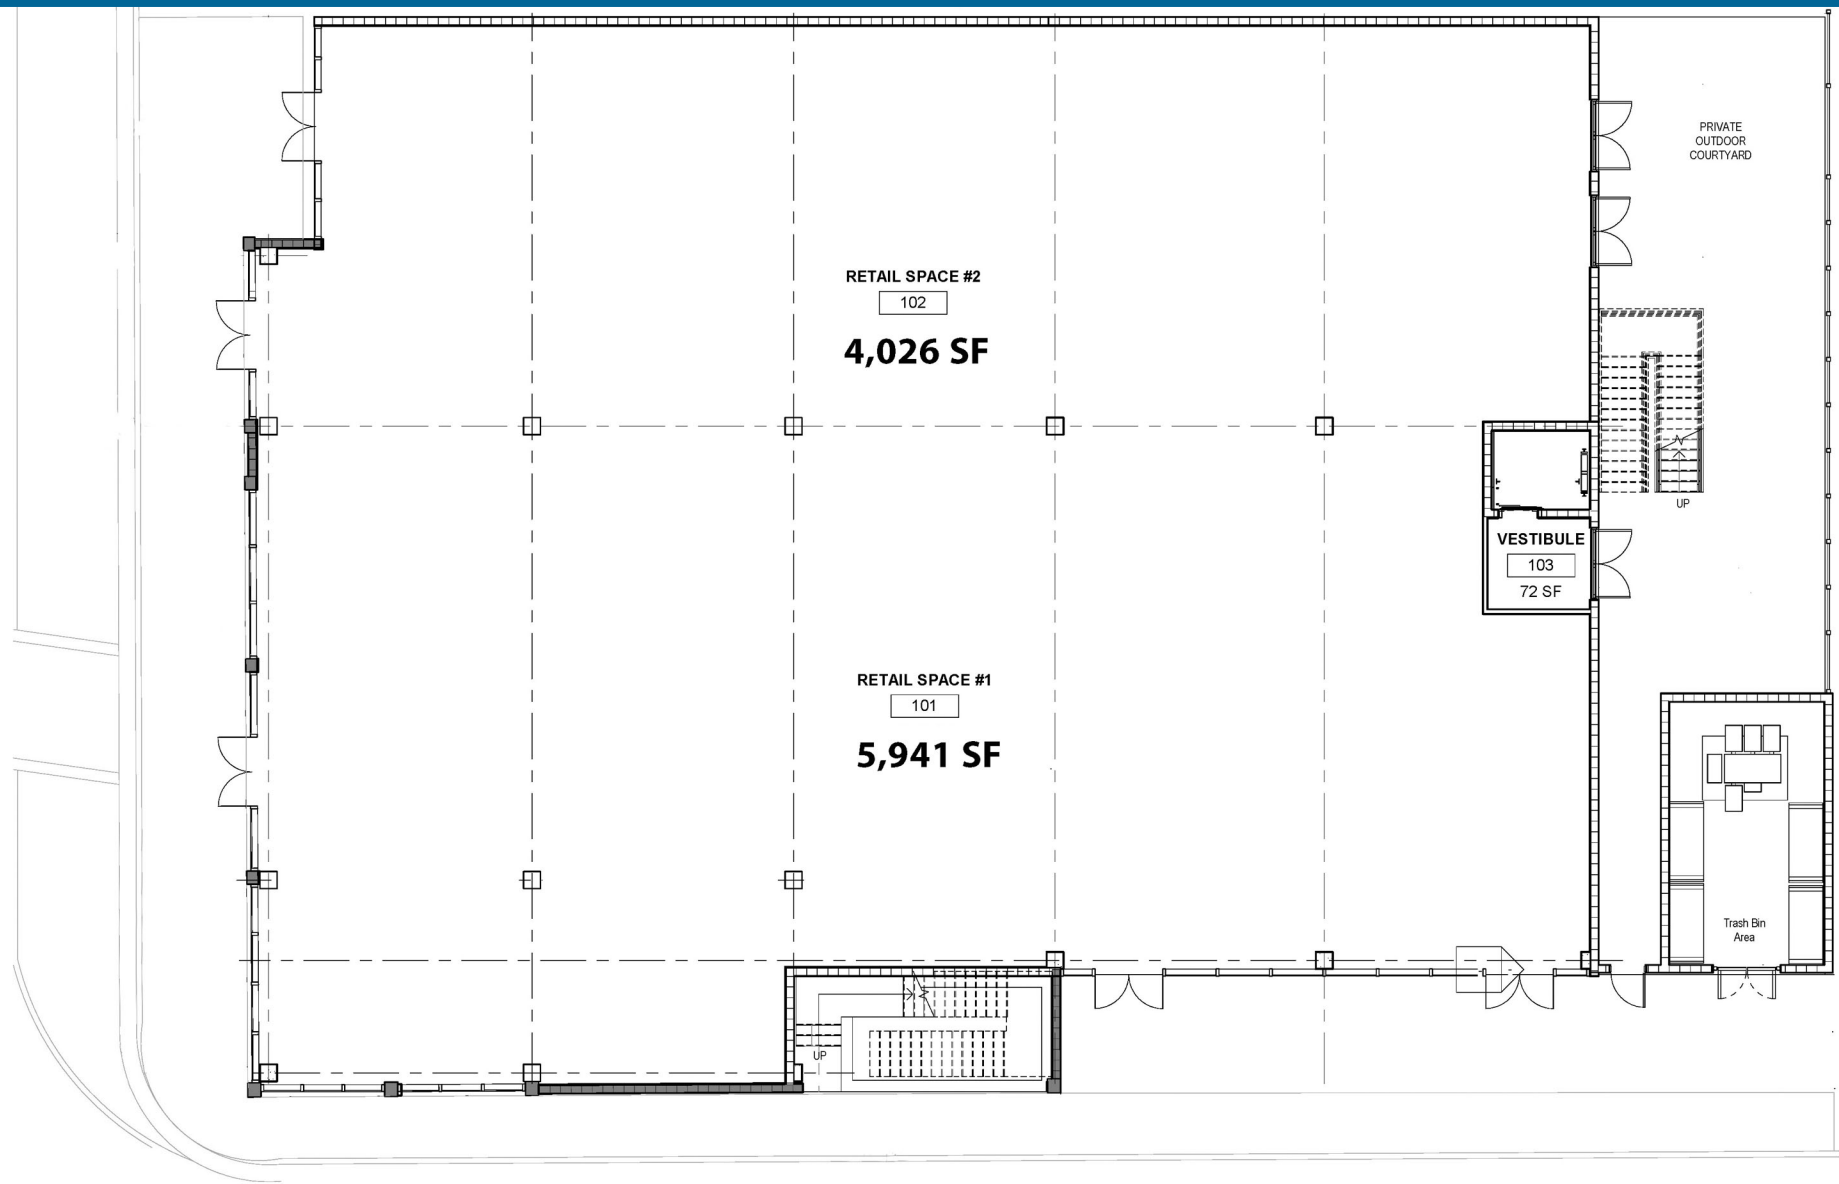 PRIVATE
OUTDOOR
COURTYARD
RETAIL SPACE #2
102
4,026 SF
UP
VESTIBULE
103
72 SF
RETAIL SPACE #1
101
5,941 SF
Trash Bin
Area
UP